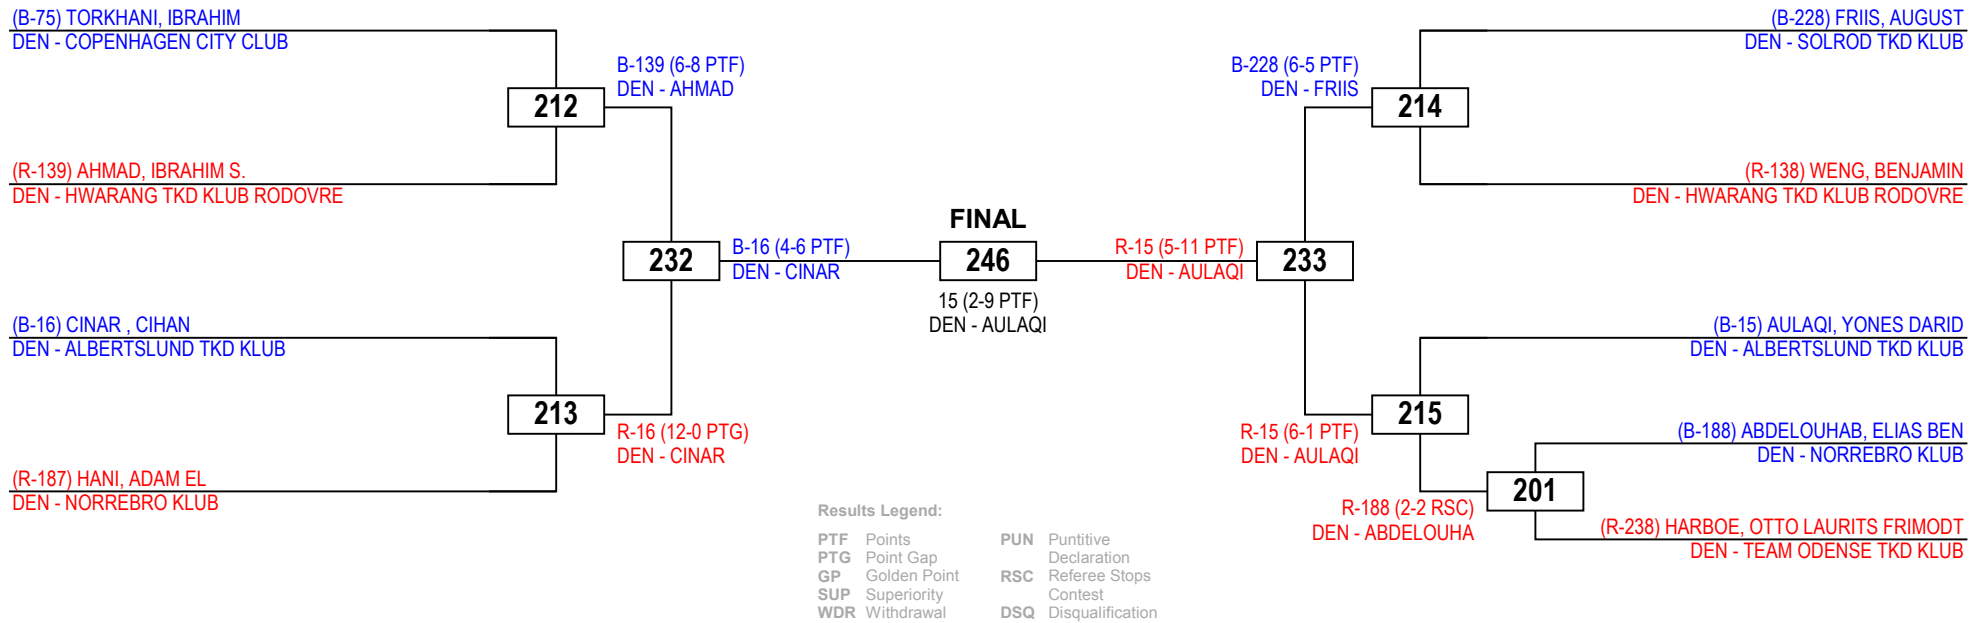 (B-75) TORKHANI, IBRAHIM
DEN - COPENHAGEN CITY CLUB
B-139 (6-8 PTF)
DEN - AHMAD
212
(R-139) AHMAD, IBRAHIM S.
DEN - HWARANG TKD KLUB RODOVRE
232
B-16 (4-6 PTF)
DEN - CINAR
(B-16) CINAR , CIHAN
DEN - ALBERTSLUND TKD KLUB
213
R-16 (12-0 PTG)
DEN - CINAR
(R-187) HANI, ADAM EL
DEN - NORREBRO KLUB
FINAL
246
15 (2-9 PTF)
DEN - AULAQI
(B-228) FRIIS, AUGUST
DEN - SOLROD TKD KLUB
B-228 (6-5 PTF)
DEN - FRIIS
214
(R-138) WENG, BENJAMIN
DEN - HWARANG TKD KLUB RODOVRE
R-15 (5-11 PTF)
DEN - AULAQI
233
(B-15) AULAQI, YONES DARID
DEN - ALBERTSLUND TKD KLUB
215
R-15 (6-1 PTF)
DEN - AULAQI
(B-188) ABDELOUHAB, ELIAS BEN
DEN - NORREBRO KLUB
201
R-188 (2-2 RSC)
DEN - ABDELOUHA
(R-238) HARBOE, OTTO LAURITS FRIMODT
DEN - TEAM ODENSE TKD KLUB
Results Legend:
PTF Points
PTG Point Gap
GP Golden Point
SUP Superiority
WDR Withdrawal
PUN Puntitive
Declaration
RSC Referee Stops
Contest
DSQ Disqualification